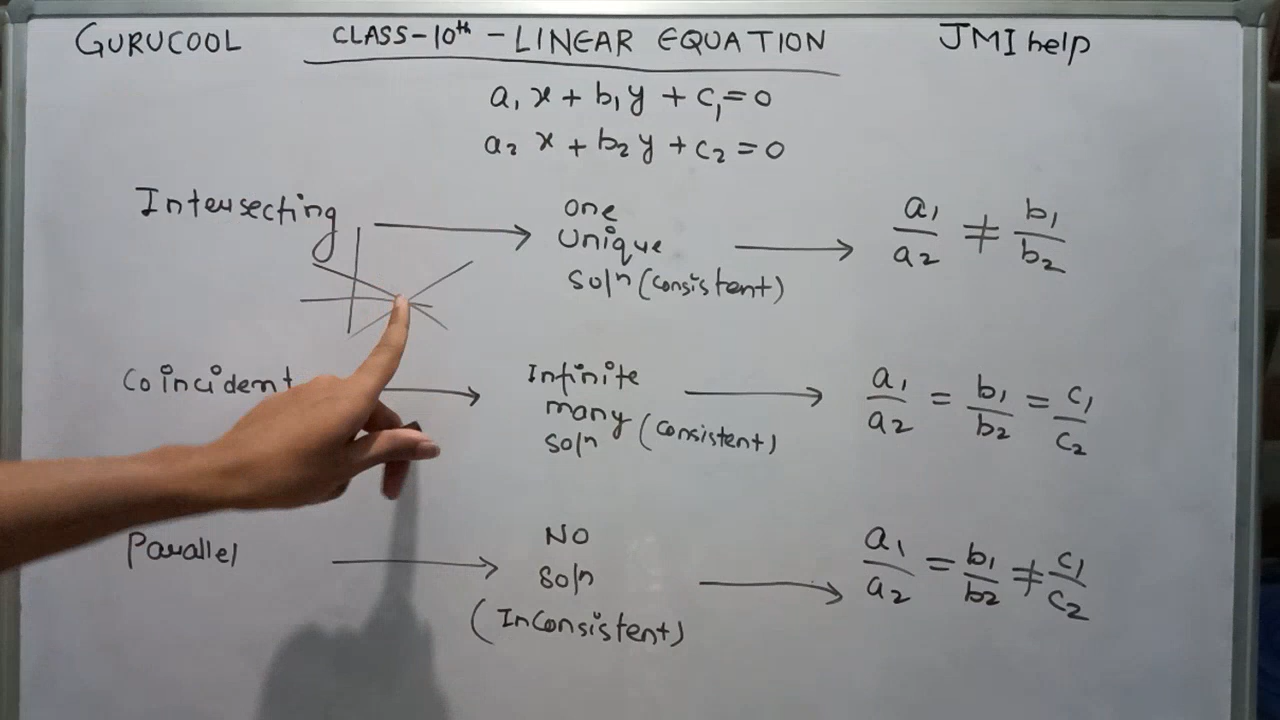 GURUCOOL CLASS-10th - LINEAR EQUATION JMI help
a₁x + b₁y + c₁ = 0
a₂x + b₂y + c₂ = 0
Intersecting → one Unique soln (consistent) → a₁/a₂ ≠ b₁/b₂
Coincident → Infinite many soln (consistent) → a₁/a₂ = b₁/b₂ = c₁/c₂
Parallel → NO soln (Inconsistent) → a₁/a₂ = b₁/b₂ ≠ c₁/c₂